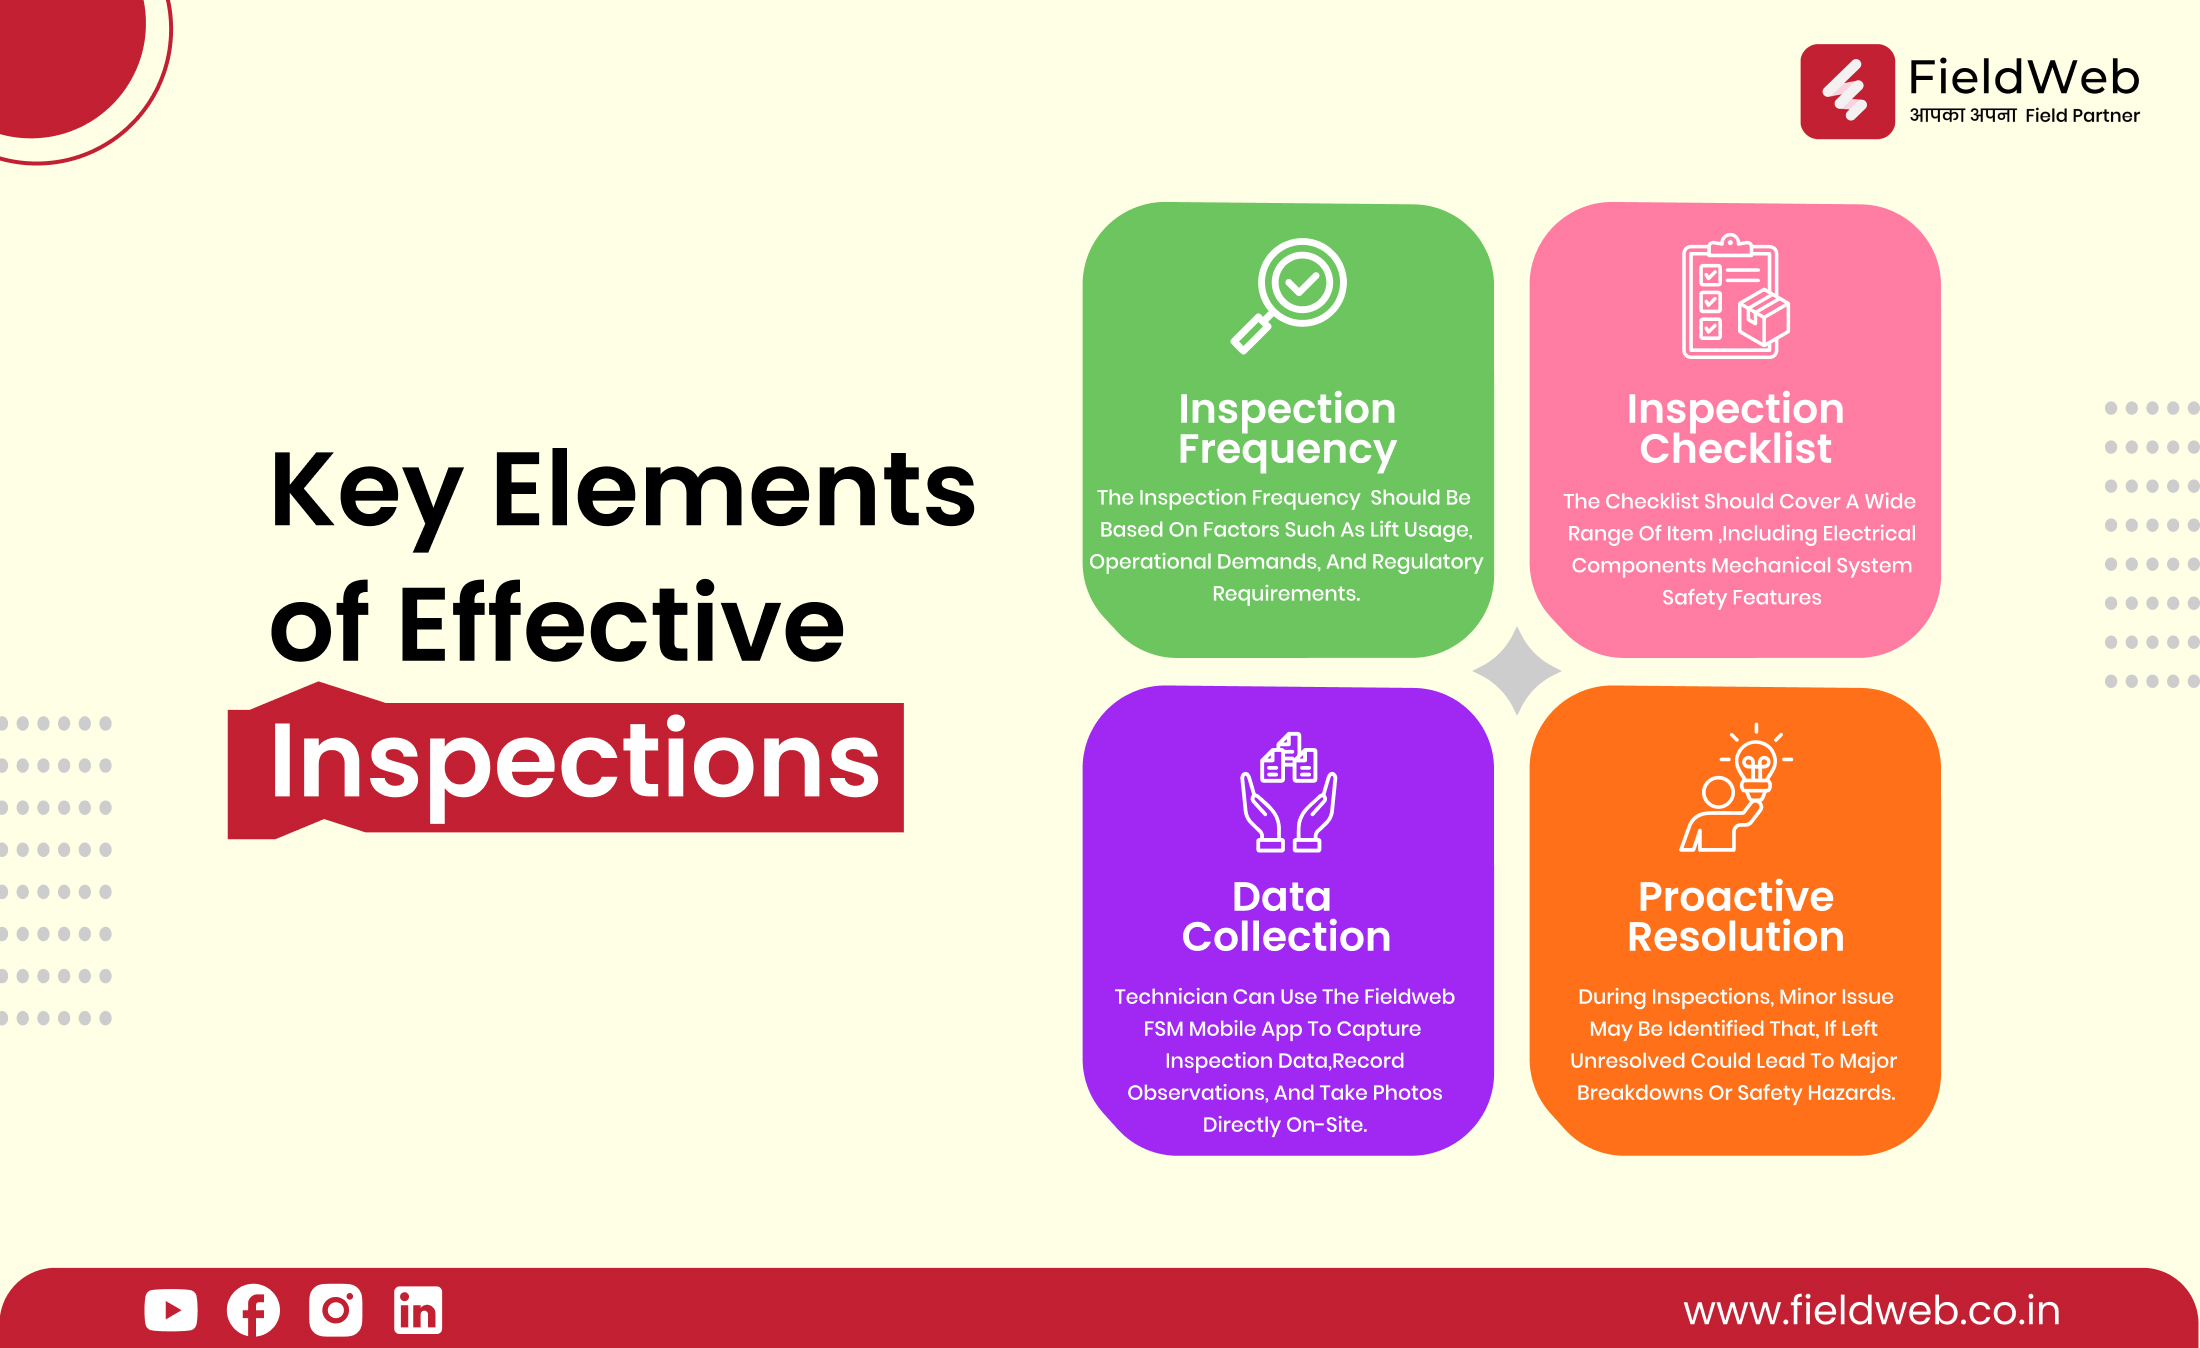 FieldWeb
आपका अपना Field Partner
Key Elements
of Effective
Inspections
Inspection
Frequency
The Inspection Frequency Should Be
Based On Factors Such As Lift Usage,
Operational Demands, And Regulatory
Requirements.
Inspection
Checklist
The Checklist Should Cover A Wide
Range Of Item ,Including Electrical
Components Mechanical System
Safety Features
Data
Collection
Technician Can Use The Fieldweb
FSM Mobile App To Capture
Inspection Data,Record
Observations, And Take Photos
Directly On-Site.
Proactive
Resolution
During Inspections, Minor Issue
May Be Identified That, If Left
Unresolved Could Lead To Major
Breakdowns Or Safety Hazards.
www.fieldweb.co.in